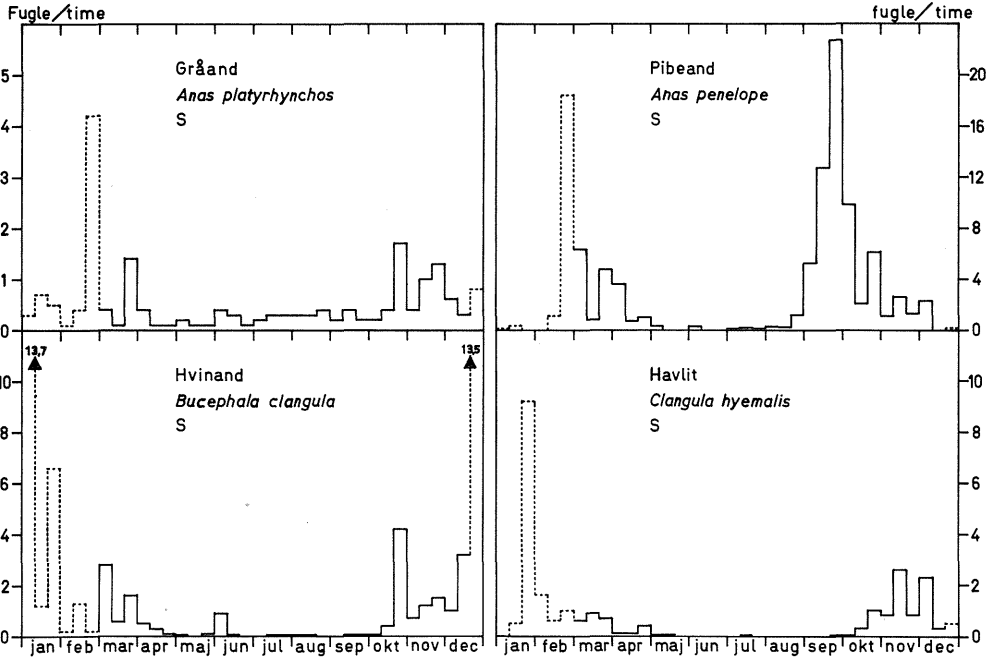 Fugle/time
fugle/time
Gråand
Anas platyrhynchos
S
5
4
3
2
1
0
Pibeand
Anas penelope
S
20
16
12
8
4
0
Hvinand
Bucephala clangula
S
13,7
13,5
10
8
6
4
2
0
jan feb mar apr maj jun jul aug sep okt nov dec
Havlit
Clangula hyemalis
S
10
8
6
4
2
0
jan feb mar apr maj jun jul aug sep okt nov dec